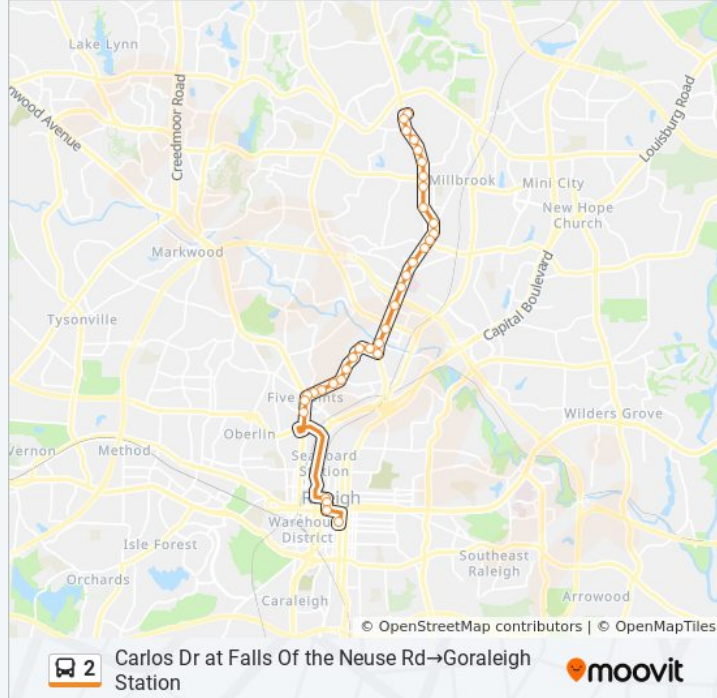 Lake Lynn
nwood Avenue
Creedmoor Road
Louisburg Road
Millbrook
Mini City
New Hope
Church
Markwood
Capital Boulevard
Tysonville
Five Points
Wilders Grove
Oberlin
Vernon
Method
Seaboard
Station
Raleigh
Warehouse
District
Isle Forest
Southeast
Raleigh
Orchards
Caraleigh
Arrowood
© OpenStreetMap contributors | © OpenMapTiles
2
Carlos Dr at Falls Of the Neuse Rd→Goraleigh
Station
moovit